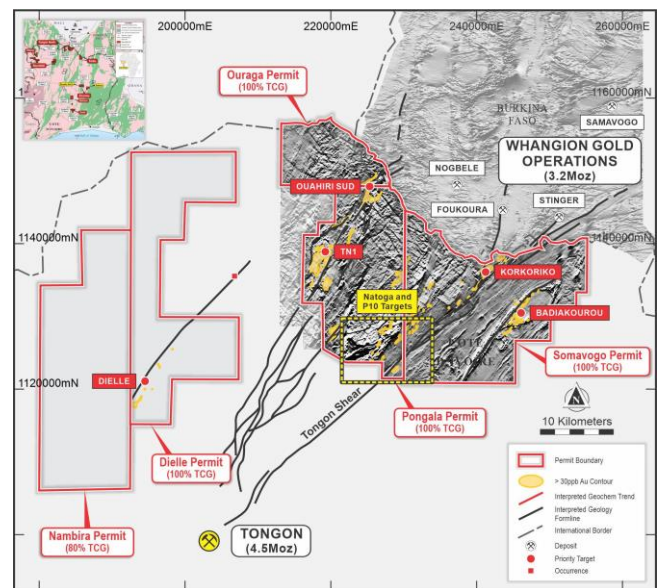 200000mE
220000mE
240000mE
260000mE
Ouraga Permit
(100% TCG)
1160000mN
BURKINA
FASO
SAMAVOGO
WHANGION GOLD
OPERATIONS
(3.2Moz)
NOGBELE
OUAHIRI SUD
FOUKOURA
STINGER
1140000mN
1140000mN
TN1
KORKORIKO
Natoga and
P10 Targets
BADIAKOUROU
DIELLE
Somavogo Permit
(100% TCG)
1120000mN
10 Kilometers
Tongon Shear
Pongala Permit
(100% TCG)
Dielle Permit
(100% TCG)
Nambira Permit
(80% TCG)
TONGON
(4.5Moz)
Permit Boundary
> 30ppb Au Contour
Interpreted Geochem Trend
Interpreted Geology
Formline
International Border
Deposit
Priority Target
Occurrence